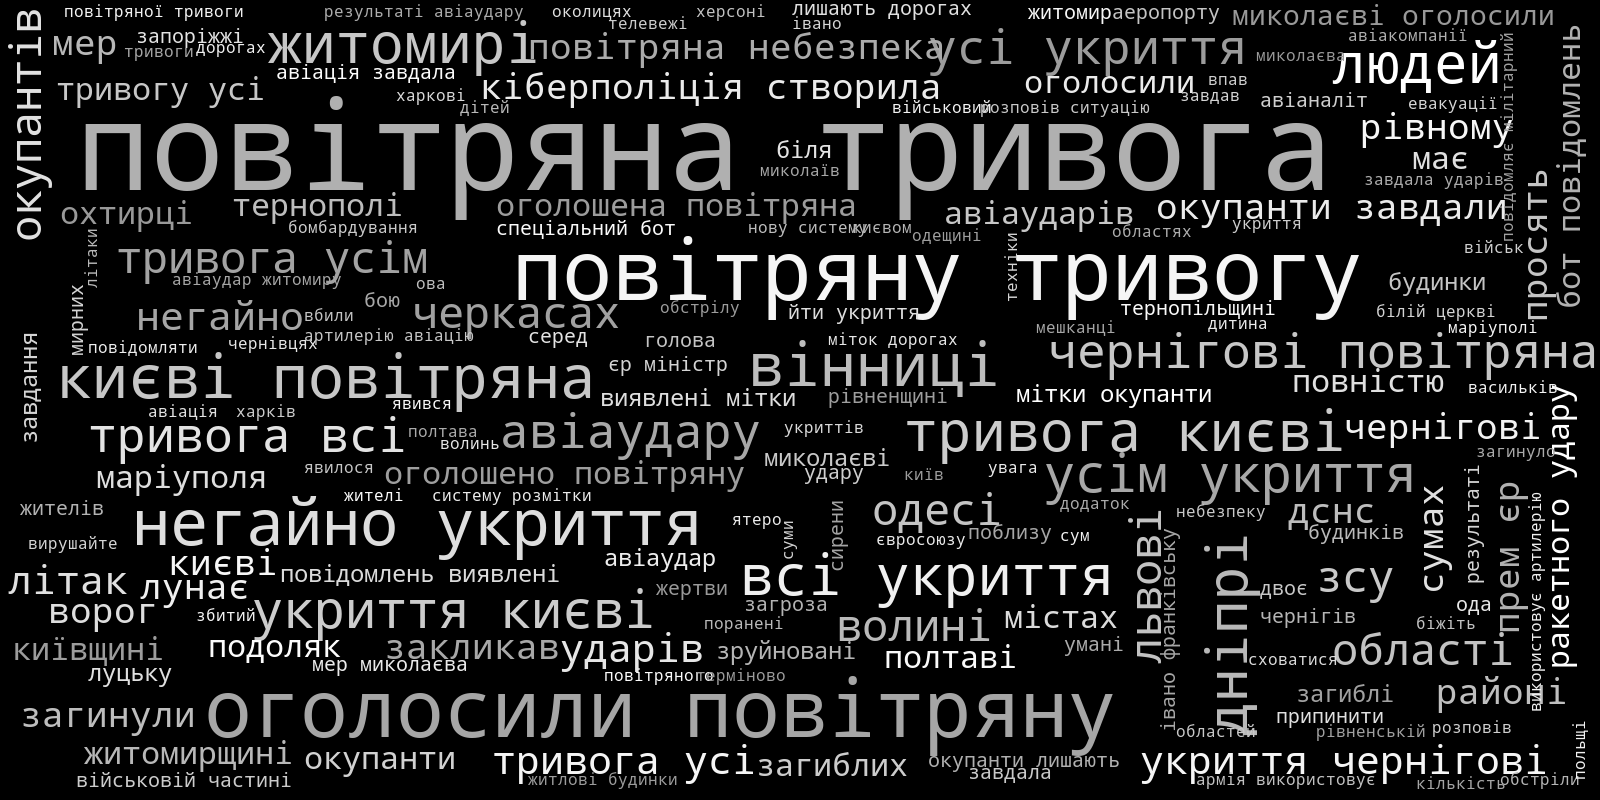 повітряної тривоги
результаті авіаудару
околицях
херсоні
лишають дорогах
житомир
аеропорту
миколаєві оголосили
окупантів
мер
запоріжжі
тривоги
дорогах
житомирі
телевежі
івано
повітряна небезпека
усі укриття
миколаєва
авіакомпанії
людей
мілітарний
бот повідомлень
тривогу усі
авіація завдала
харкові
кіберполіція створила
оголосили
впав
завдав
авіаналіт
евакуації
дітей
військовий
розповів ситуацію
повітряна тривога
рівному
має
біля
миколаїв
завдала ударів
повідомляє
просять
охтирці
тернополі
оголошена повітряна
авіаударів
окупанти завдали
бомбардування
спеціальний бот
нову систему
києвом
одещині
областях
укриття
військ
літаки
тривога усім
повітряну тривогу
техніки
авіаудар житомиру
ова
будинки
мирних
бою
негайно
вбили
черкасах
обстрілу
йти укриття
тернопільщині
білій церкві
артилерію авіацію
мешканці
дитина
маріуполі
завдання
повідомляти
чернівцях
серед
голова
міток дорогах
києві повітряна
єр міністр
вінниці
чернігові повітряна
повністю
васильків
виявлені мітки
рівненщині
мітки окупанти
авіація
харків
явився
тривога всі
полтава
волинь
авіаудару
укриттів
тривога києві
чернігові
ракетного удару
маріуполя
явилося
оголошено повітряну
миколаєві
удару
київ
увага
усім укриття
загинуло
жителів
жителі
систему розмітки
негайно укриття
ятеро
суми
сирени
одесі
євросоюзу
поблизу
сум
додаток
львові
небезпеку
дснс
будинків
сумах
результаті
прем єр
використовує артилерію
вирушайте
києві
літак
лунає
повідомлень виявлені
авіаудар
всі укриття
івано франківську
дніпрі
двоє
зсу
ворог
збитий
укриття києві
жертви
загроза
поранені
волині
містах
чернігів
ода
біжіть
київщині
подоляк
закликав
ударів
зруйновані
полтаві
умані
сховатися
області
луцьку
мер миколаєва
повітряного
терміново
загиблі
районі
загинули
оголосили повітряну
припинити
областей
рівненській
розповів
польщі
житомирщині
окупанти
тривога усі
загиблих
окупанти лишають
завдала
укриття чернігові
військовій частині
житлові будинки
армія використовує
кількість
обстріли